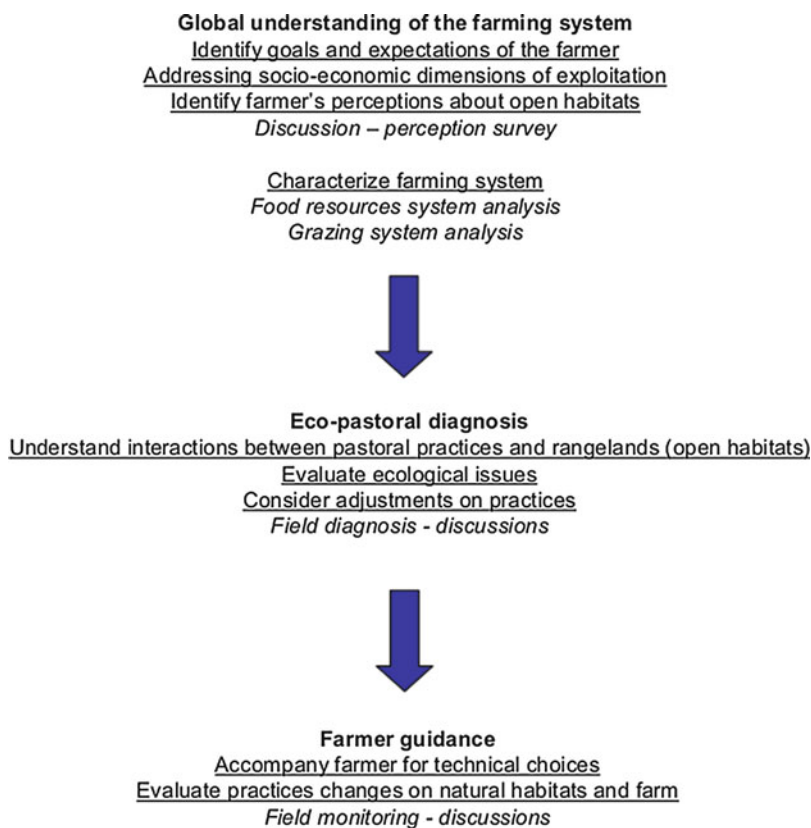 Global understanding of the farming system
Identify goals and expectations of the farmer
Addressing socio-economic dimensions of exploitation
Identify farmer's perceptions about open habitats
Discussion – perception survey
Characterize farming system
Food resources system analysis
Grazing system analysis
Eco-pastoral diagnosis
Understand interactions between pastoral practices and rangelands (open habitats)
Evaluate ecological issues
Consider adjustments on practices
Field diagnosis - discussions
Farmer guidance
Accompany farmer for technical choices
Evaluate practices changes on natural habitats and farm
Field monitoring - discussions